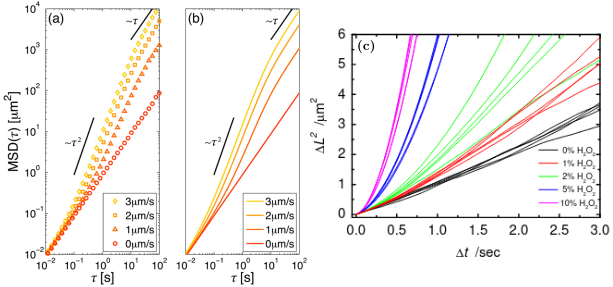 (a)
MSD(τ) [μm²]
10⁴
10³
10²
10¹
10⁰
10⁻¹
10⁻²
~τ
~τ²
3μm/s
2μm/s
1μm/s
0μm/s
10⁻² 10⁻¹ 10⁰ 10¹ 10²
τ [s]
(b)
~τ
~τ²
3μm/s
2μm/s
1μm/s
0μm/s
10⁻² 10⁻¹ 10⁰ 10¹ 10²
τ [s]
(c)
ΔL² /μm²
6
5
4
3
2
1
0
0% H₂O₂
1% H₂O₂
2% H₂O₂
5% H₂O₂
10% H₂O₂
0.0 0.5 1.0 1.5 2.0 2.5 3.0
Δt /sec